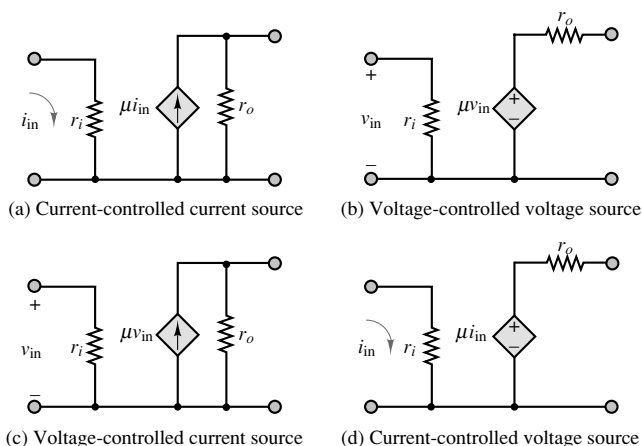 μi_in
r_o
i_in
r_i
(a) Current-controlled current source
r_o
+
v_in
r_i
μv_in
+
−
−
(b) Voltage-controlled voltage source
+
v_in
r_i
μv_in
r_o
−
(c) Voltage-controlled current source
r_o
i_in
r_i
μi_in
+
−
(d) Current-controlled voltage source